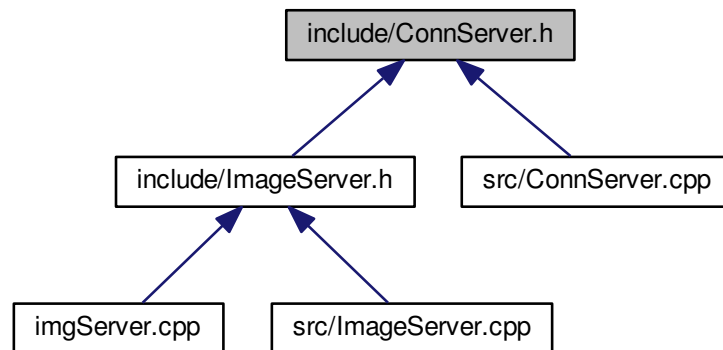 include/ConnServer.h
include/ImageServer.h
src/ConnServer.cpp
imgServer.cpp
src/ImageServer.cpp